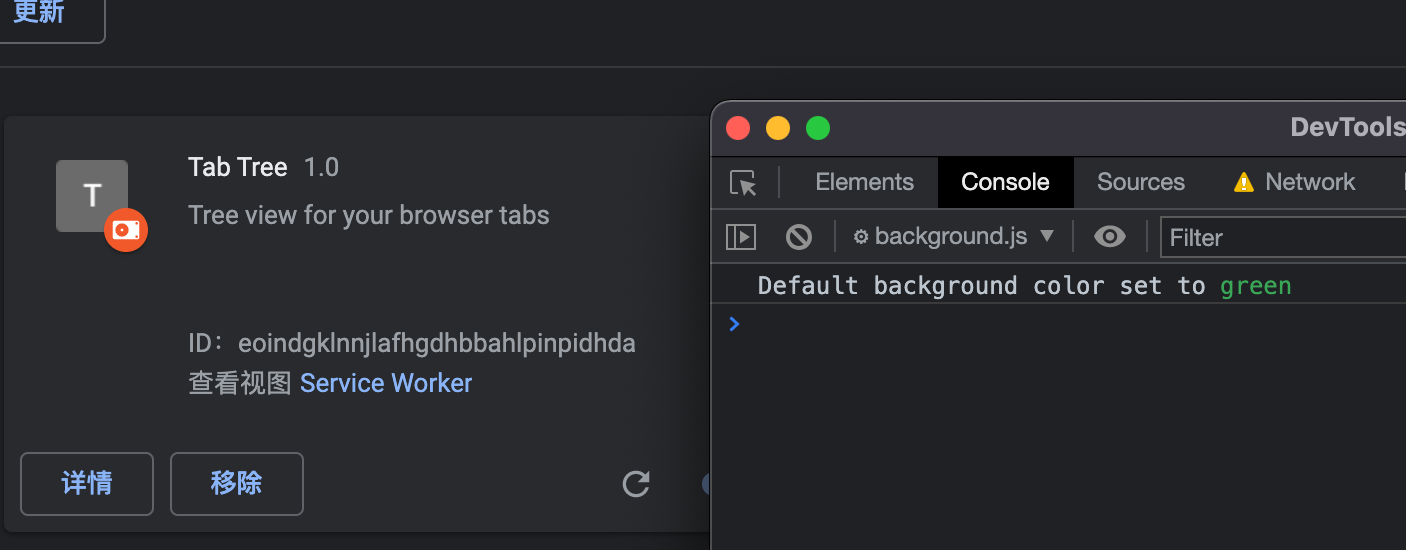 更新
Tab Tree 1.0
T
Tree view for your browser tabs
ID：eoindgklnnjlafhgdhbbahlpinpidhda
查看视图 Service Worker
详情
移除
DevTools
Elements Console Sources Network
background.js ▼ Filter
Default background color set to green